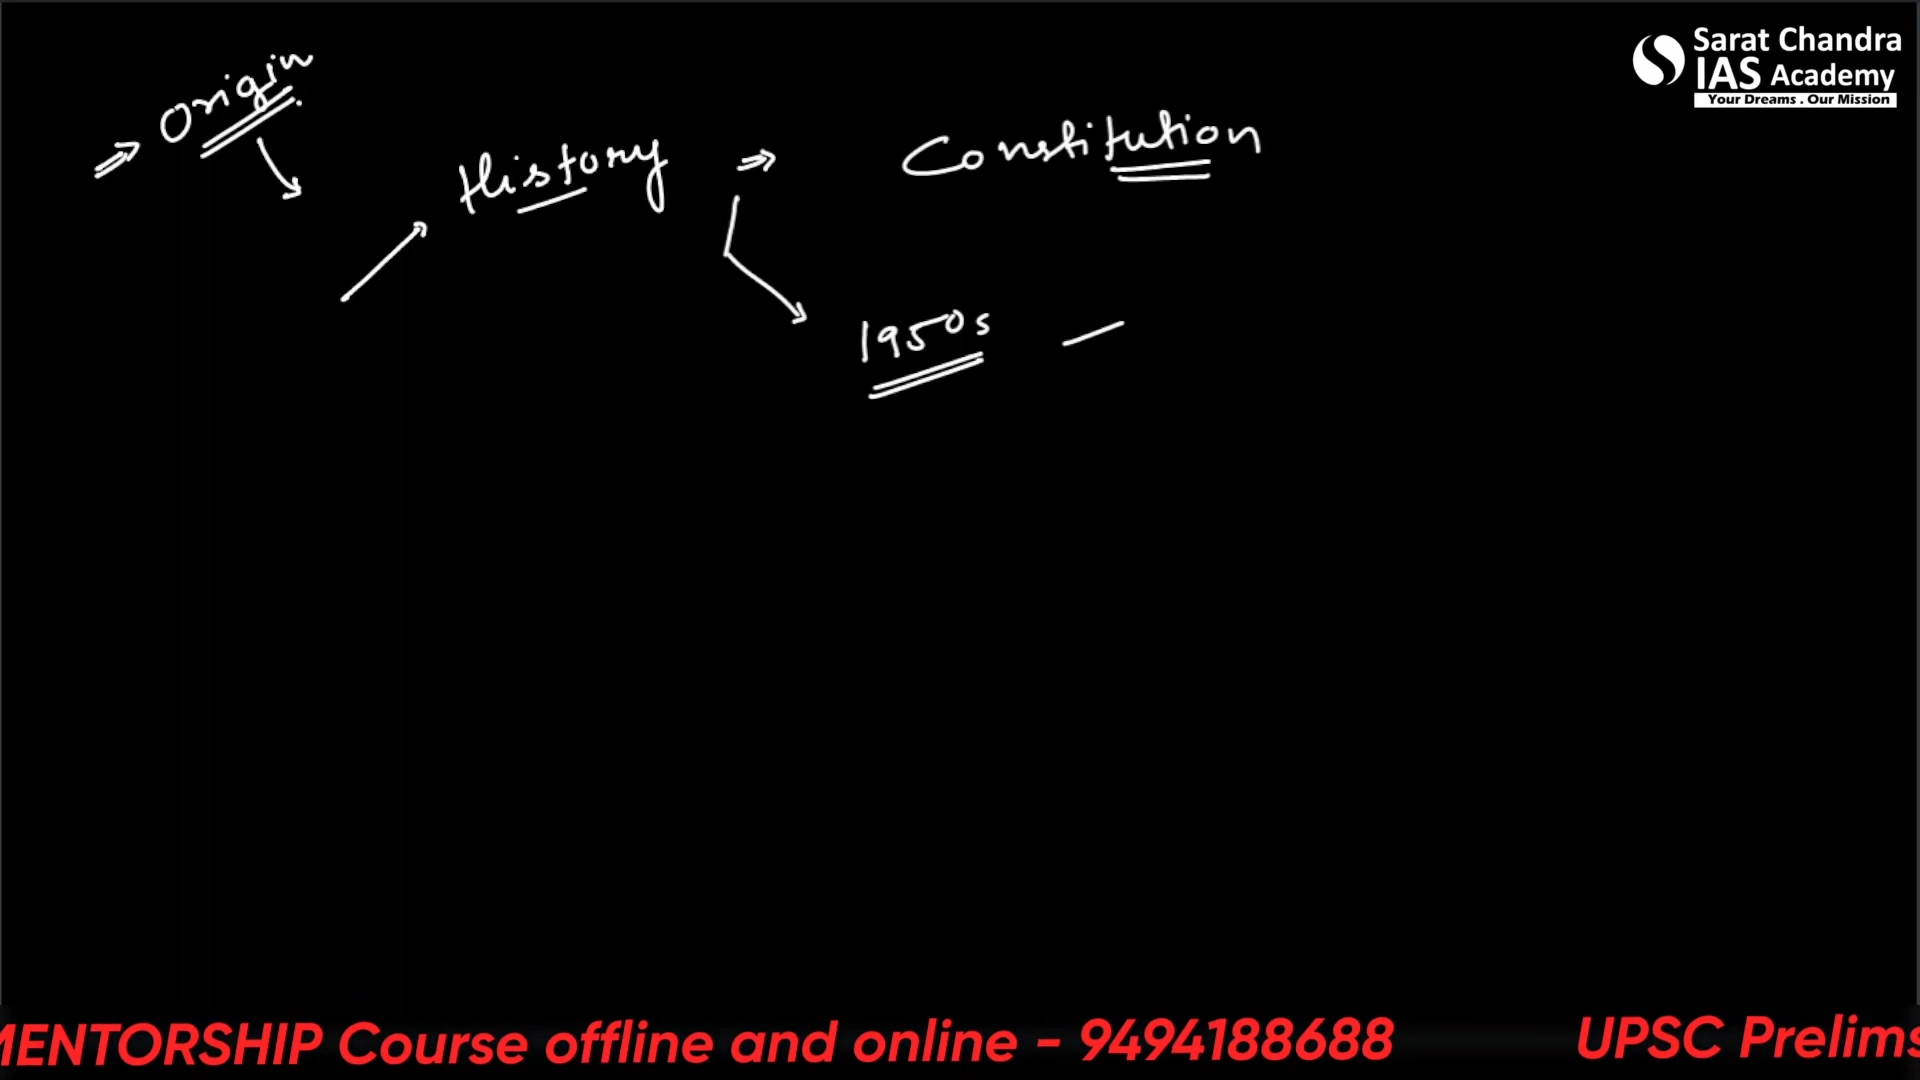 ⇒ Origin
History ⇒ Constitution
1950s —
Sarat Chandra
IAS Academy
Your Dreams . Our Mission
MENTORSHIP Course offline and online - 9494188688 UPSC Prelims